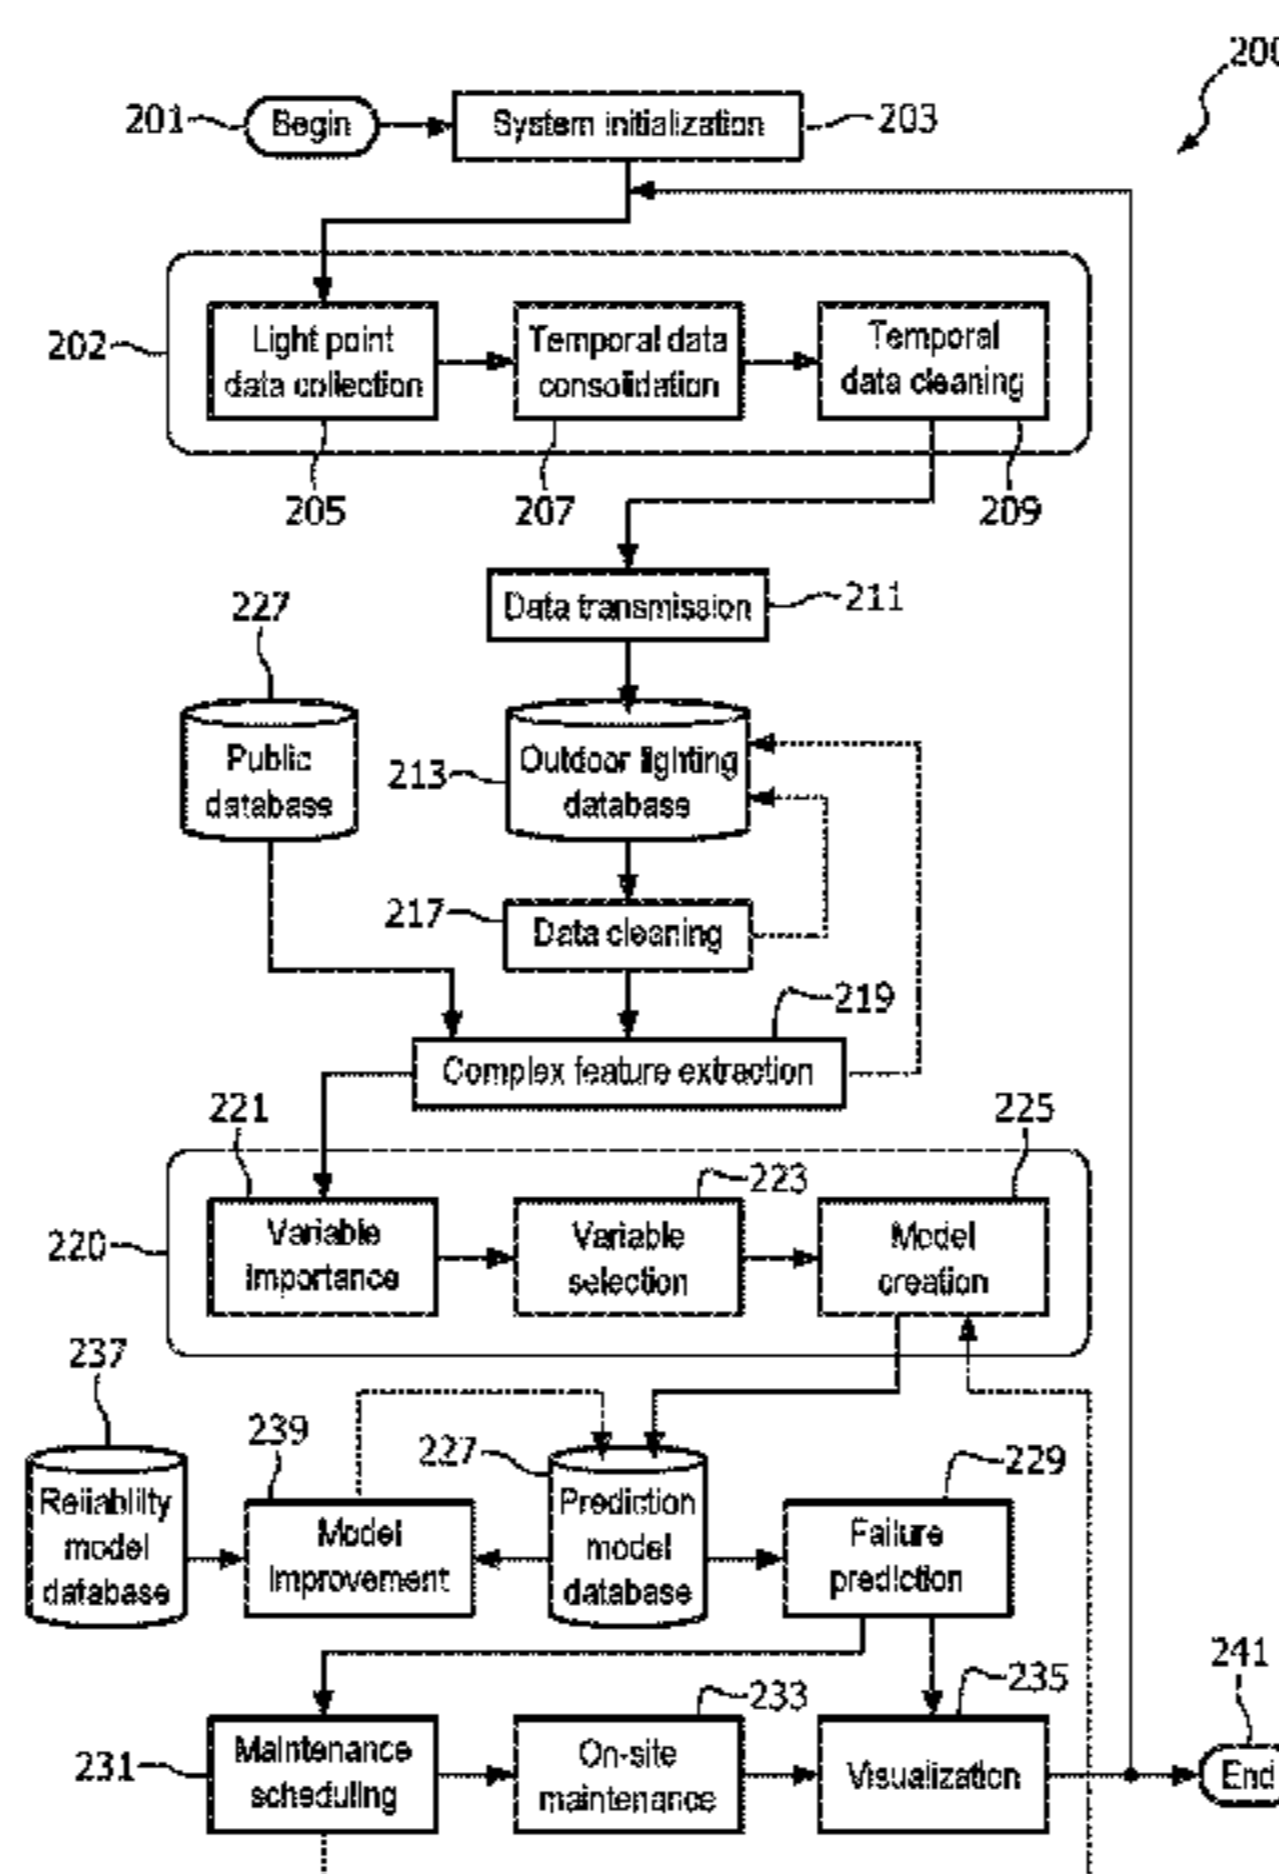 200
201
Begin
System initialization
203
202
Light point
data collection
Temporal data
consolidation
Temporal
data cleaning
205
207
209
Data transmission
211
227
Public
database
213
Outdoor lighting
database
217
Data cleaning
219
Complex feature extraction
221
223
225
220
Variable
importance
Variable
selection
Model
creation
237
239
227
229
Reliability
model
database
Model
improvement
Prediction
model
database
Failure
prediction
231
Maintenance
scheduling
233
On-site
maintenance
235
Visualization
241
End